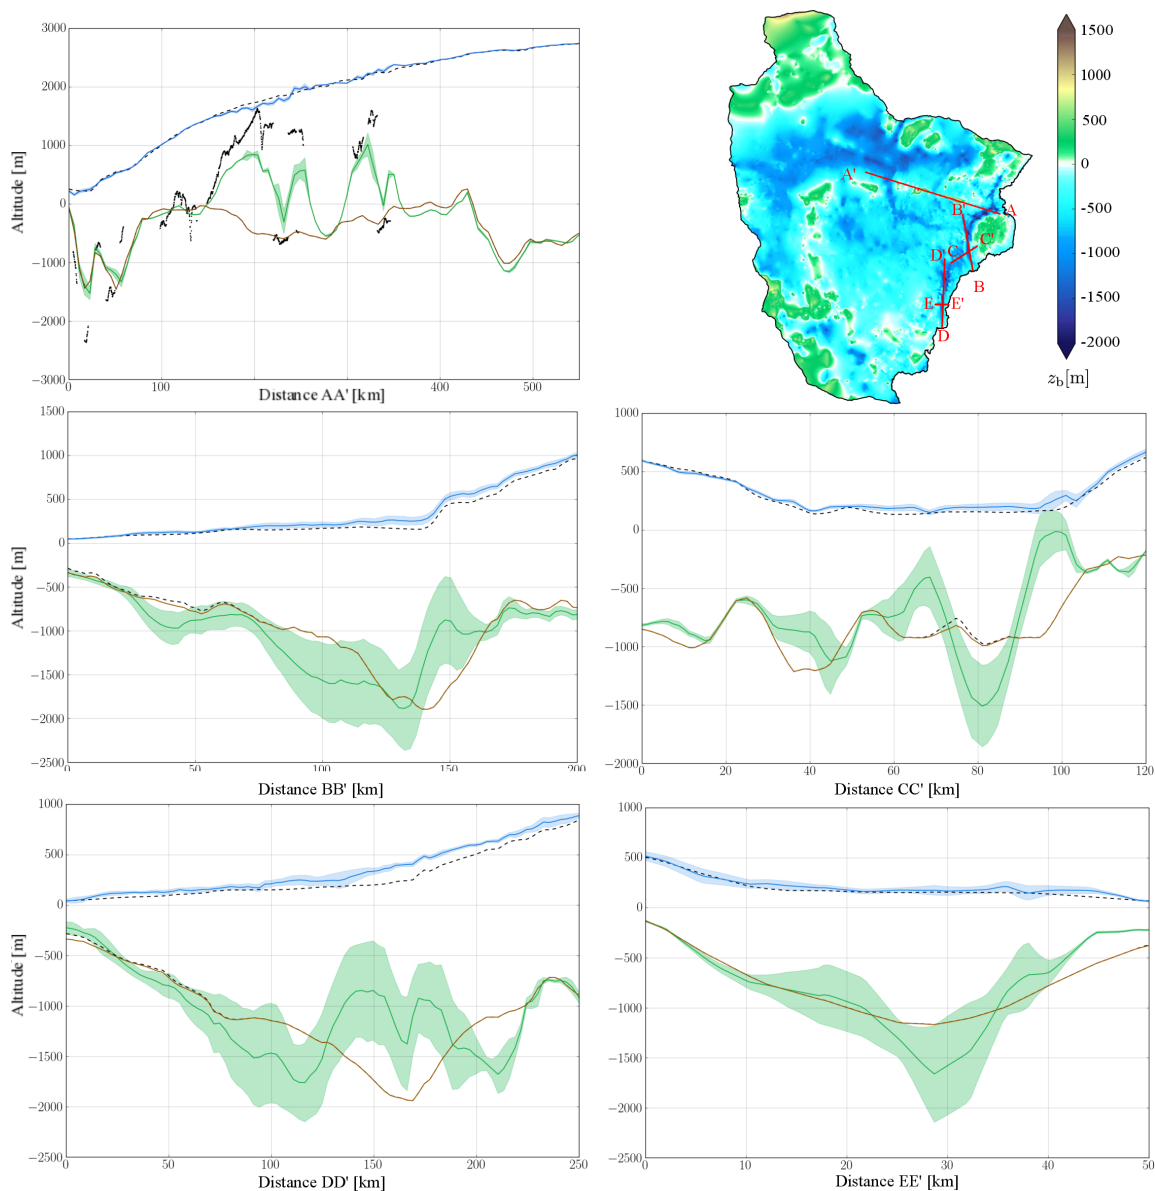 3000
2000
1000
0
−1000
−2000
−3000
Altitude [m]
0 100 200 300 400 500
Distance AA' [km]
A'
A
B'
C'
C
D'
B
E
E'
D
1500
1000
500
0
-500
-1000
-1500
-2000
zb[m]
1500
1000
500
0
−500
−1000
−1500
−2000
−2500
Altitude [m]
0 50 100 150 200
Distance BB' [km]
1000
500
0
−500
−1000
−1500
−2000
0 20 40 60 80 100 120
Distance CC' [km]
1000
500
0
−500
−1000
−1500
−2000
−2500
Altitude [m]
0 50 100 150 200 250
Distance DD' [km]
1000
500
0
−500
−1000
−1500
−2000
−2500
0 10 20 30 40 50
Distance EE' [km]